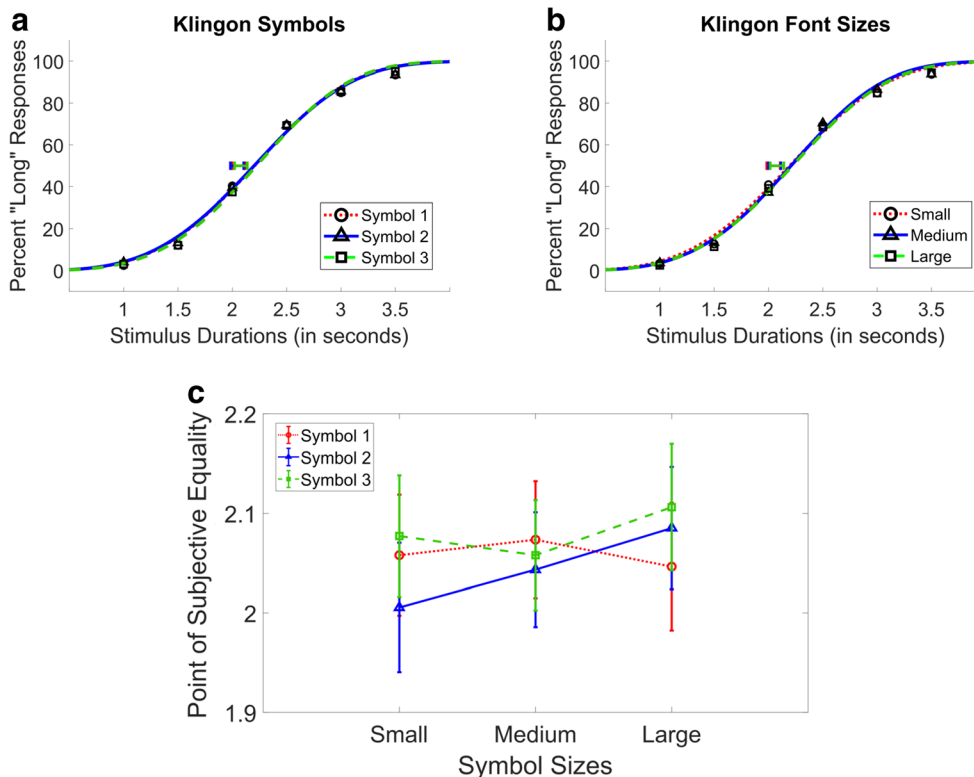 a
Klingon Symbols
Percent "Long" Responses
100
80
60
40
20
0
Symbol 1
Symbol 2
Symbol 3
1 1.5 2 2.5 3 3.5
Stimulus Durations (in seconds)
b
Klingon Font Sizes
Percent "Long" Responses
100
80
60
40
20
0
Small
Medium
Large
1 1.5 2 2.5 3 3.5
Stimulus Durations (in seconds)
c
Point of Subjective Equality
2.2
2.1
2
1.9
Symbol 1
Symbol 2
Symbol 3
Small Medium Large
Symbol Sizes